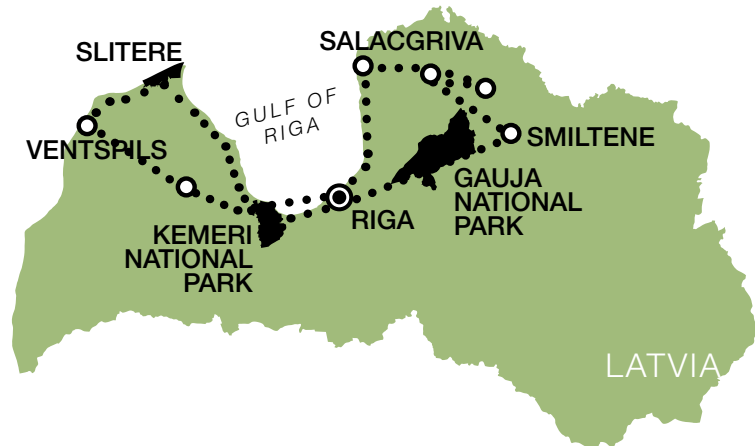 SLITERE
SALACGRIVA
GULF OF
RIGA
VENTSPILS
SMILTENE
GAUJA
NATIONAL
PARK
RIGA
KEMERI
NATIONAL
PARK
LATVIA